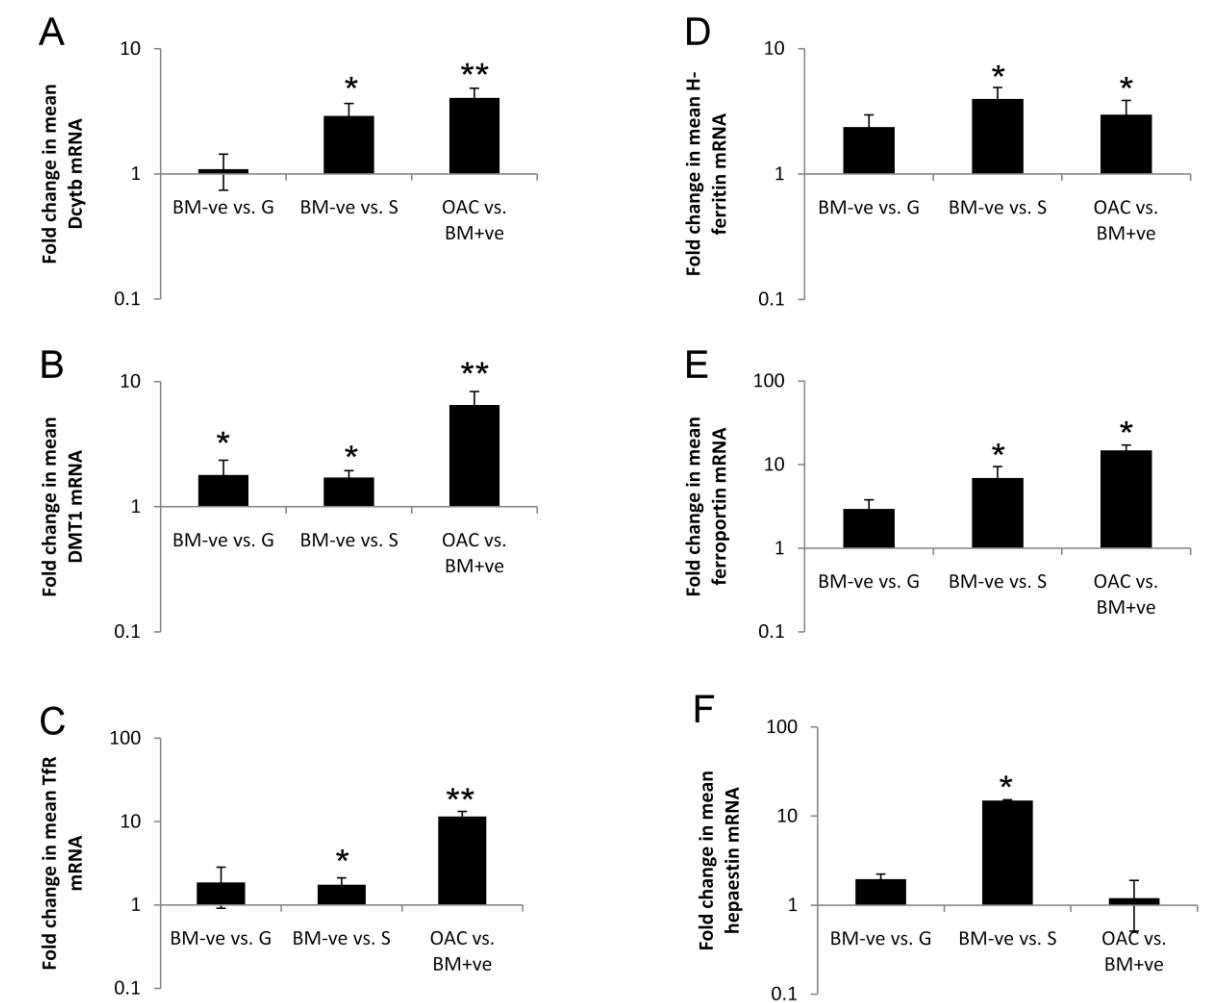 A
Fold change in mean
Dcytb mRNA
10
1
0.1
*
**
BM-ve vs. G
BM-ve vs. S
OAC vs.
BM+ve
B
Fold change in mean
DMT1 mRNA
10
1
0.1
*
*
**
BM-ve vs. G
BM-ve vs. S
OAC vs.
BM+ve
C
Fold change in mean TfR
mRNA
100
10
1
0.1
*
**
BM-ve vs. G
BM-ve vs. S
OAC vs.
BM+ve
D
Fold change in mean H-
ferritin mRNA
10
1
0.1
*
*
BM-ve vs. G
BM-ve vs. S
OAC vs.
BM+ve
E
Fold change in mean
ferroportin mRNA
100
10
1
0.1
*
*
BM-ve vs. G
BM-ve vs. S
OAC vs.
BM+ve
F
Fold change in mean
hepaestin mRNA
100
10
1
0.1
*
BM-ve vs. G
BM-ve vs. S
OAC vs.
BM+ve